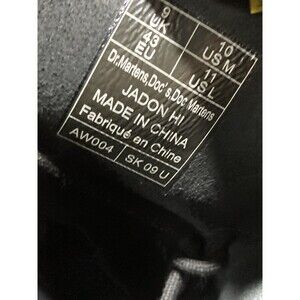 9 UK 10 US M
43 EU 11 US L
Dr.Martens,Doc's,Doc Martens
JADON HI
MADE IN CHINA
Fabriqué en Chine
AW004 SK 09 U